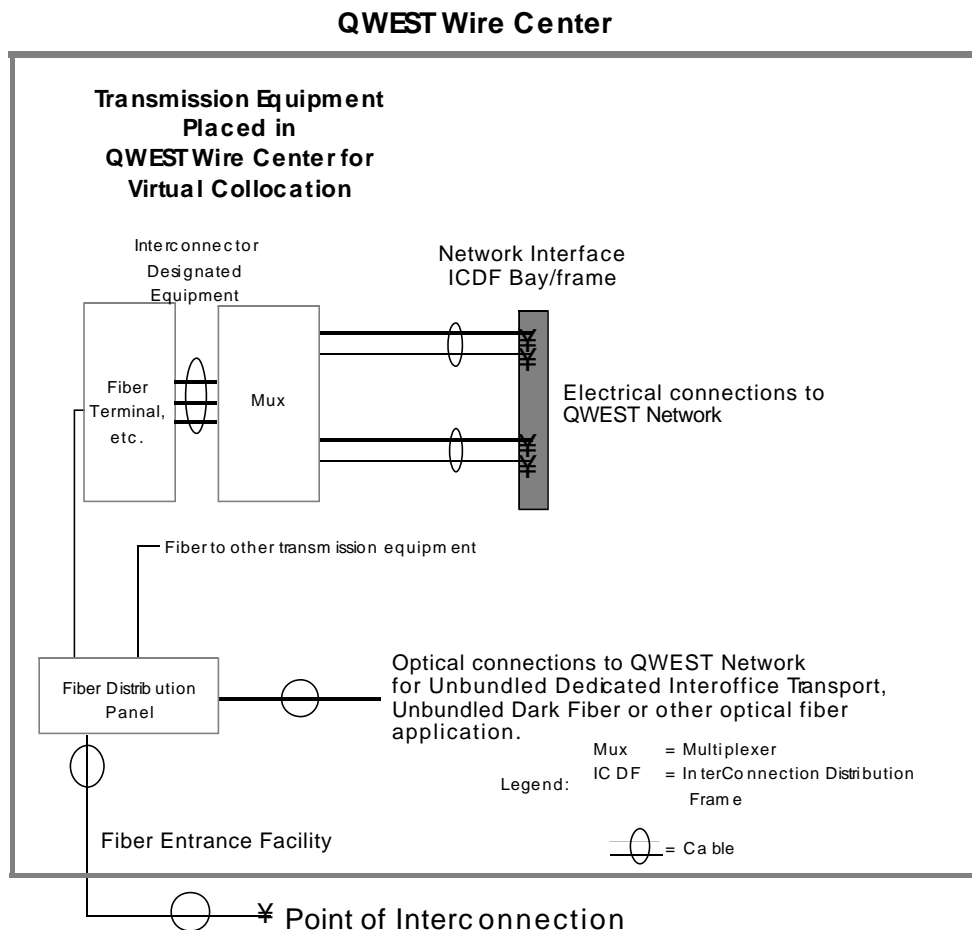 QWEST Wire Center
Transmission Equipment
Placed in
QWEST Wire Center for
Virtual Collocation
Interconnector
Designated
Equipment
Network Interface
ICDF Bay/frame
¥
¥
Fiber
Terminal,
etc.
Mux
Electrical connections to
QWEST Network
¥
¥
Fiber to other transmission equipment
Fiber Distribution
Panel
Optical connections to QWEST Network
for Unbundled Dedicated Interoffice Transport,
Unbundled Dark Fiber or other optical fiber
application.
Legend:
Mux = Multiplexer
ICDF = InterConnection Distribution
Frame
= Cable
Fiber Entrance Facility
¥ Point of Interconnection